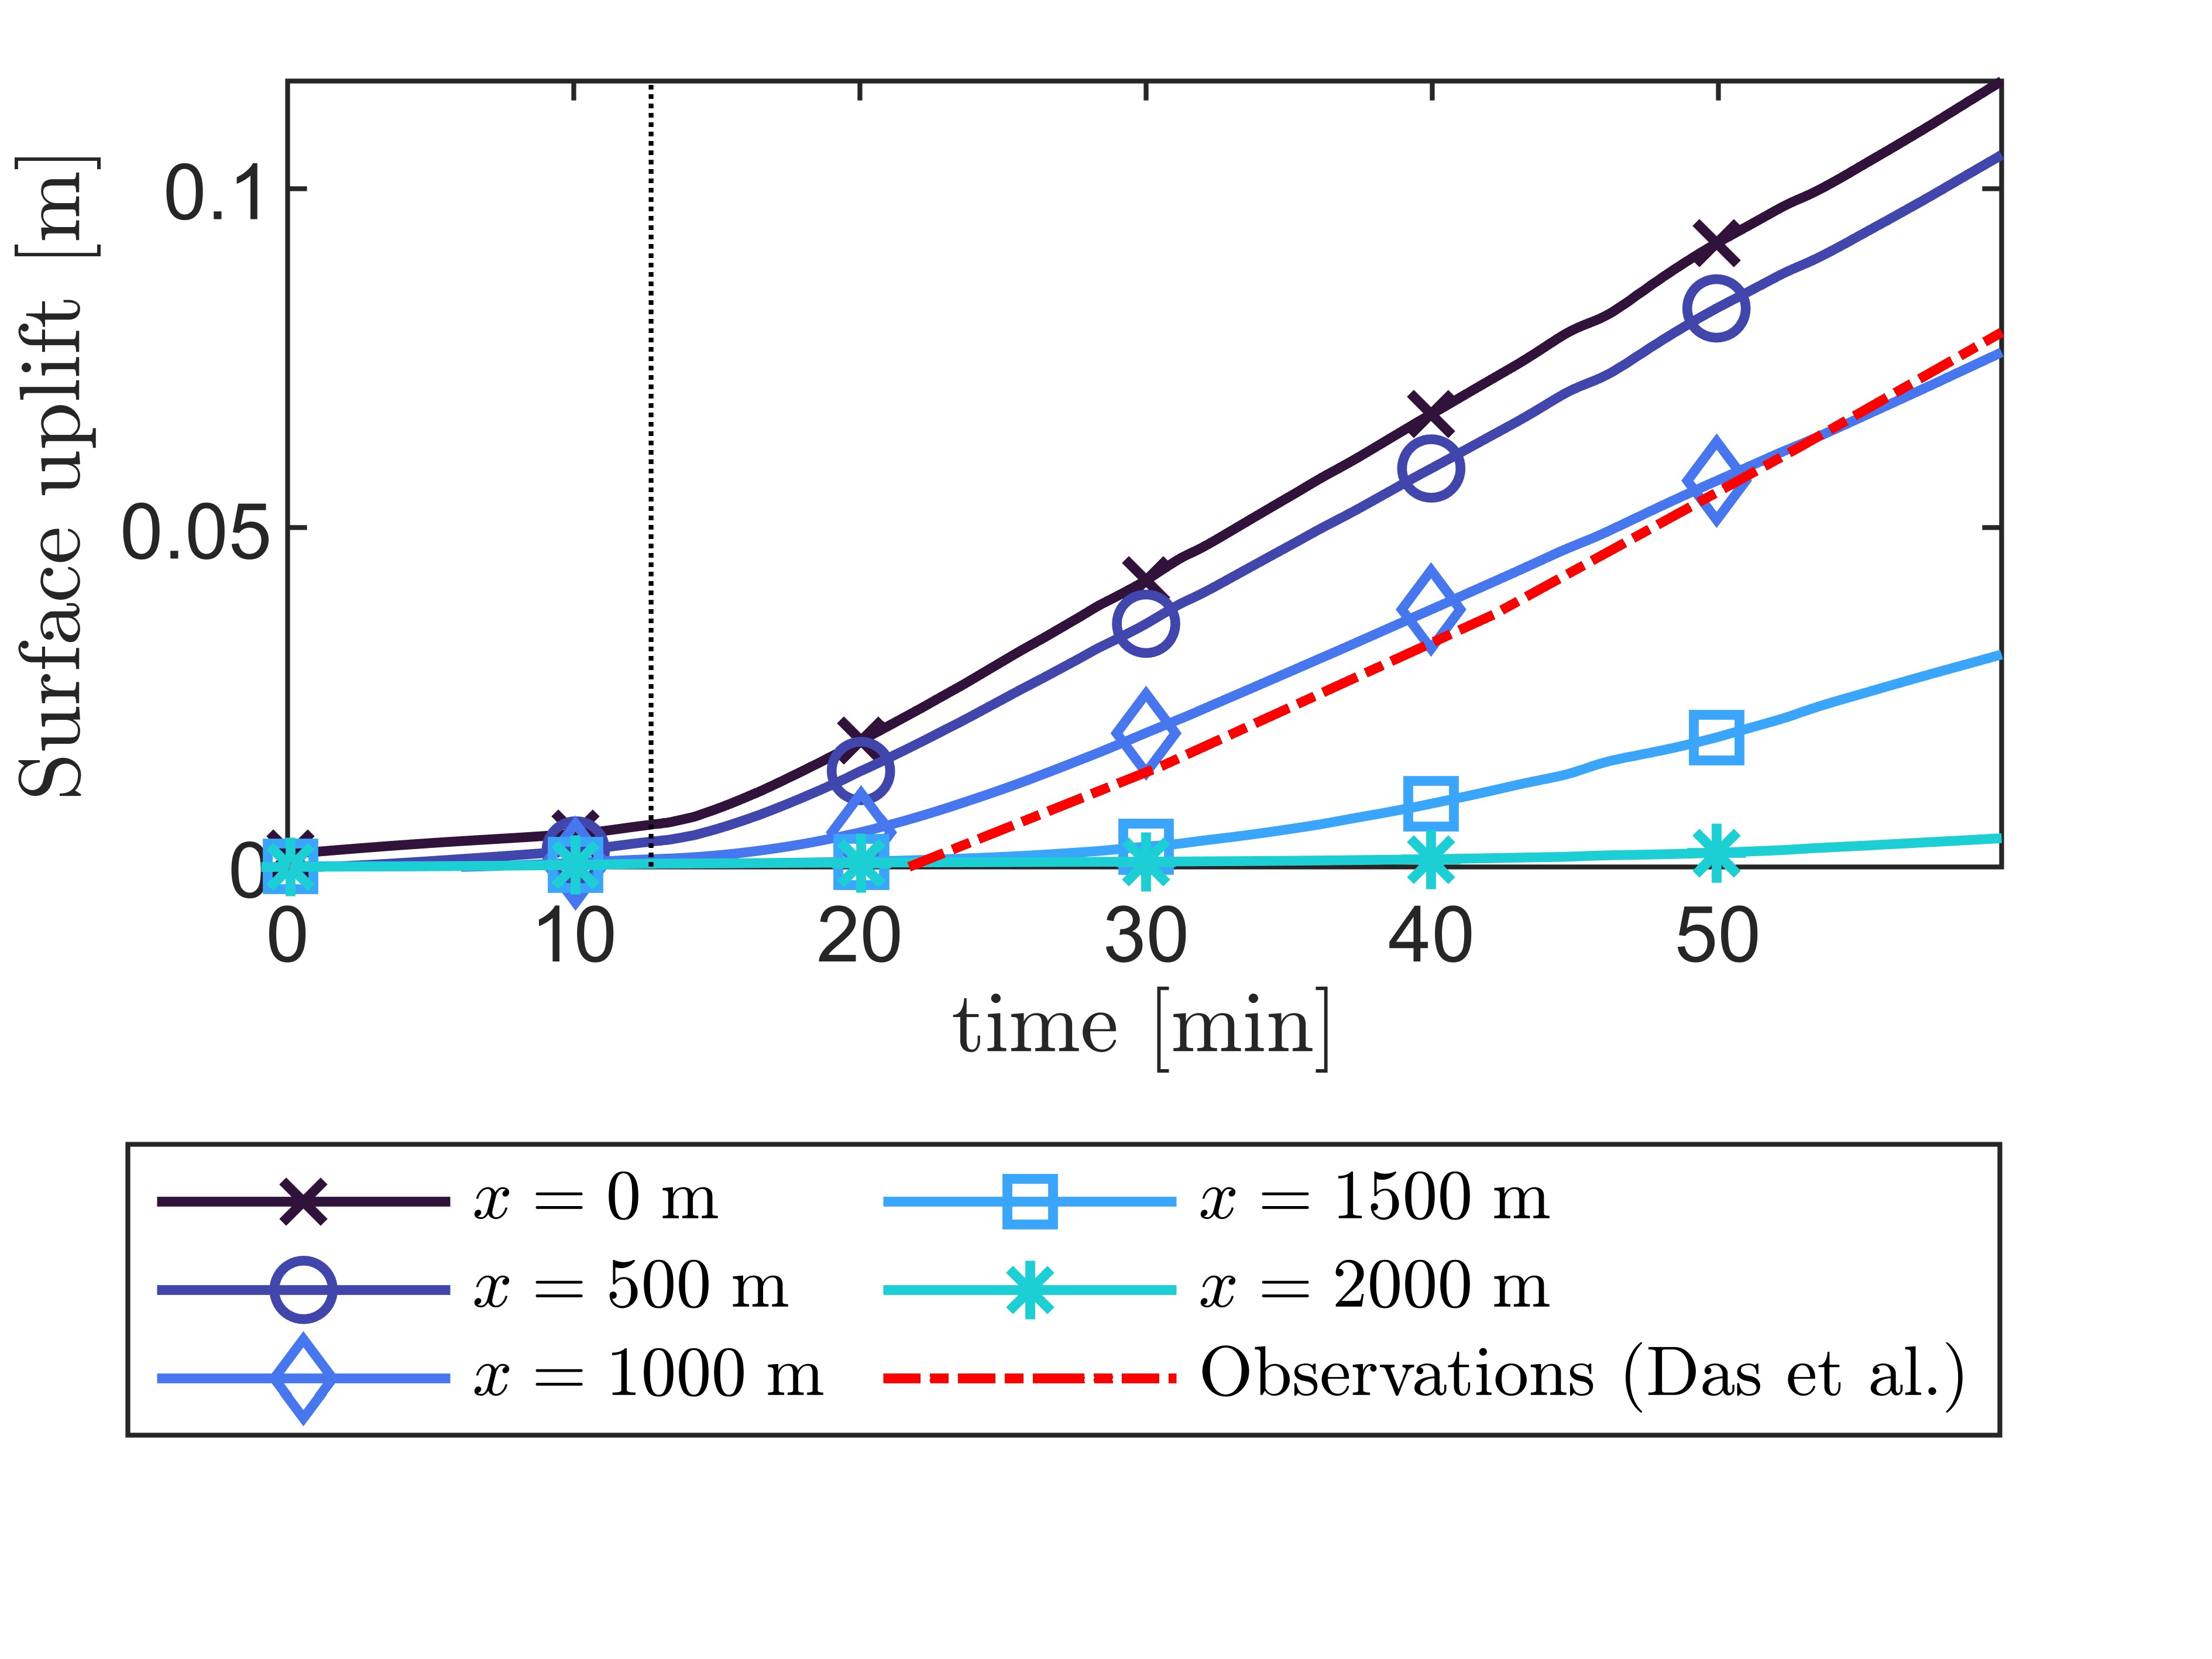 Surface uplift [m]
0.1
0.05
0
0 10 20 30 40 50
time [min]
x = 0 m
x = 500 m
x = 1000 m
x = 1500 m
x = 2000 m
Observations (Das et al.)